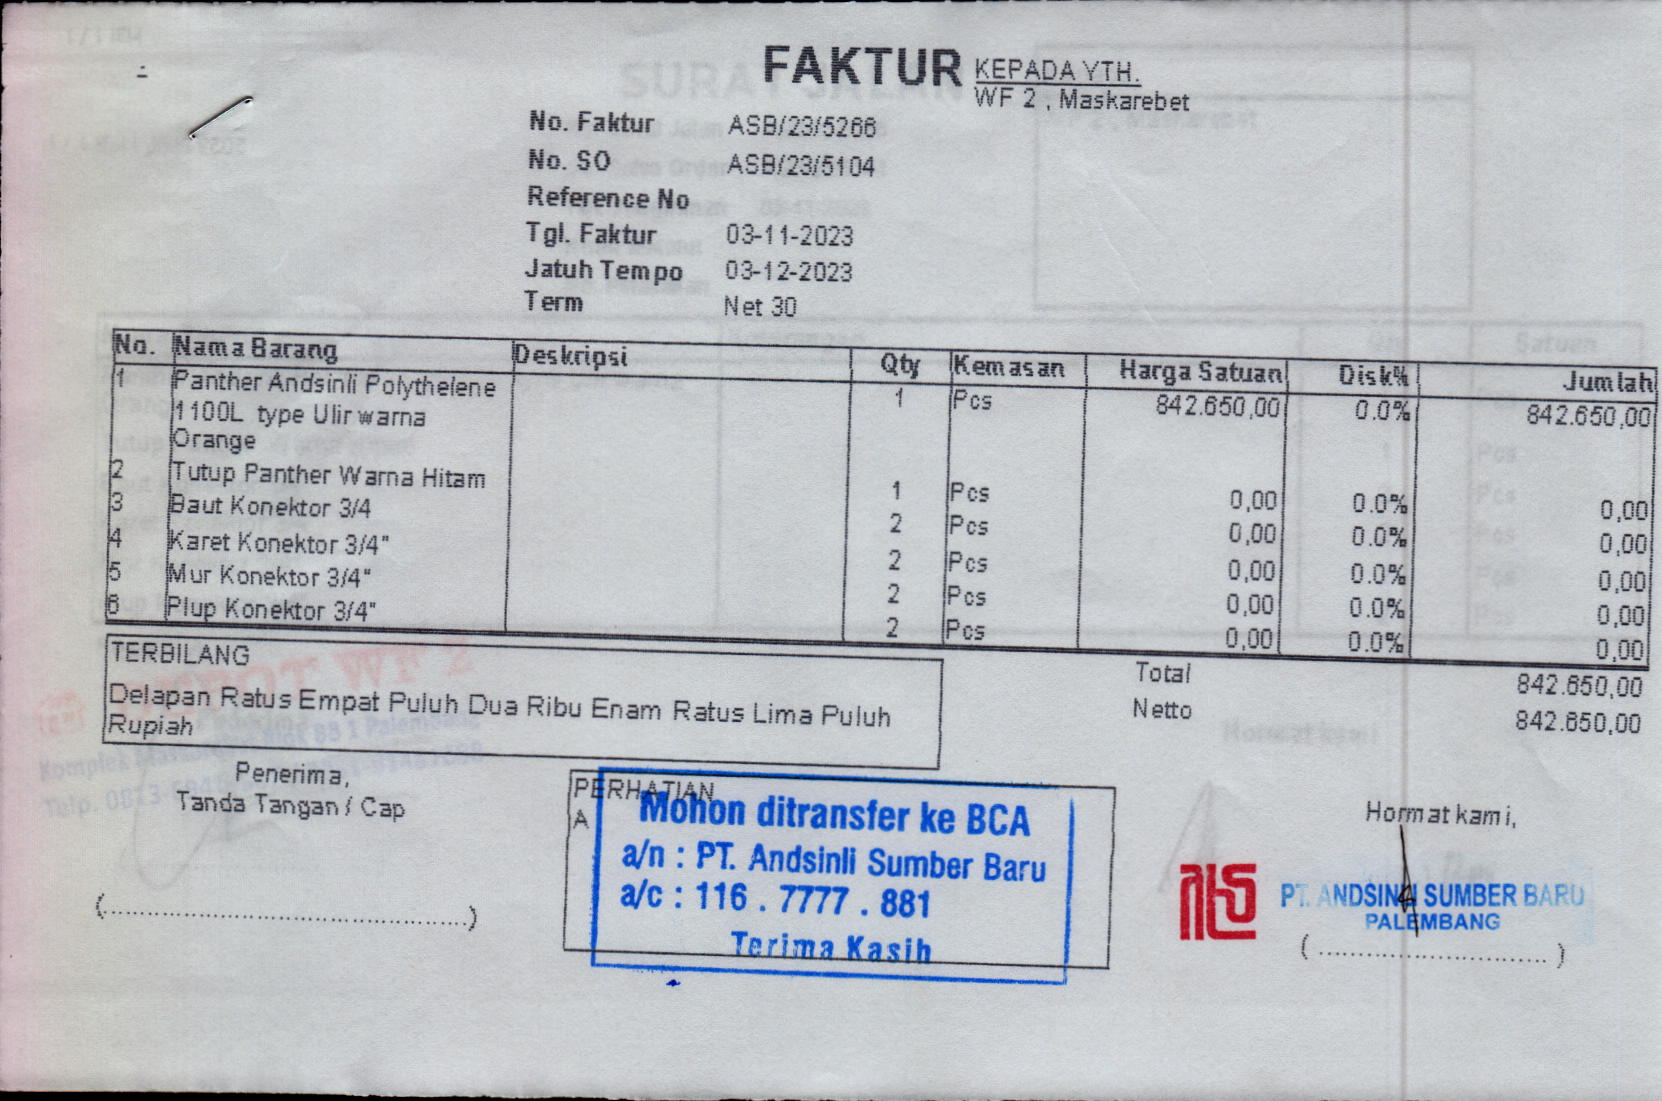 FAKTUR
KEPADA YTH.
WF 2 , Maskarebet
No. Faktur ASB/23/5266
No. SO ASB/23/5104
Reference No
Tgl. Faktur 03-11-2023
Jatuh Tempo 03-12-2023
Term Net 30
No. Nama Barang Deskripsi Qty Kemasan Harga Satuan Disk% Jumlah
1 Panther Andsinli Polythelene 1 Pcs 842.650,00 0.0% 842.650,00
1100L type Ulir warna
Orange
2 Tutup Panther Warna Hitam 1 Pcs 0,00 0.0% 0,00
3 Baut Konektor 3/4 2 Pcs 0,00 0.0% 0,00
4 Karet Konektor 3/4" 2 Pcs 0,00 0.0% 0,00
5 Mur Konektor 3/4" 2 Pcs 0,00 0.0% 0,00
6 Plup Konektor 3/4" 2 Pcs 0,00 0.0% 0,00
TERBILANG
Delapan Ratus Empat Puluh Dua Ribu Enam Ratus Lima Puluh
Rupiah
Total 842.650,00
Netto 842.650,00
Penerima,
Tanda Tangan / Cap
(........................................)
PERHATIAN
A
Mohon ditransfer ke BCA
a/n : PT. Andsinli Sumber Baru
a/c : 116 . 7777 . 881
Terima Kasih
Hormat kami,
PT. ANDSINLI SUMBER BARU
PALEMBANG
(............................)